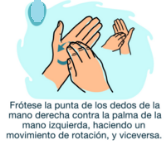 Frótese la punta de los dedos de la
mano derecha contra la palma de la
mano izquierda, haciendo un
movimiento de rotación, y viceversa.